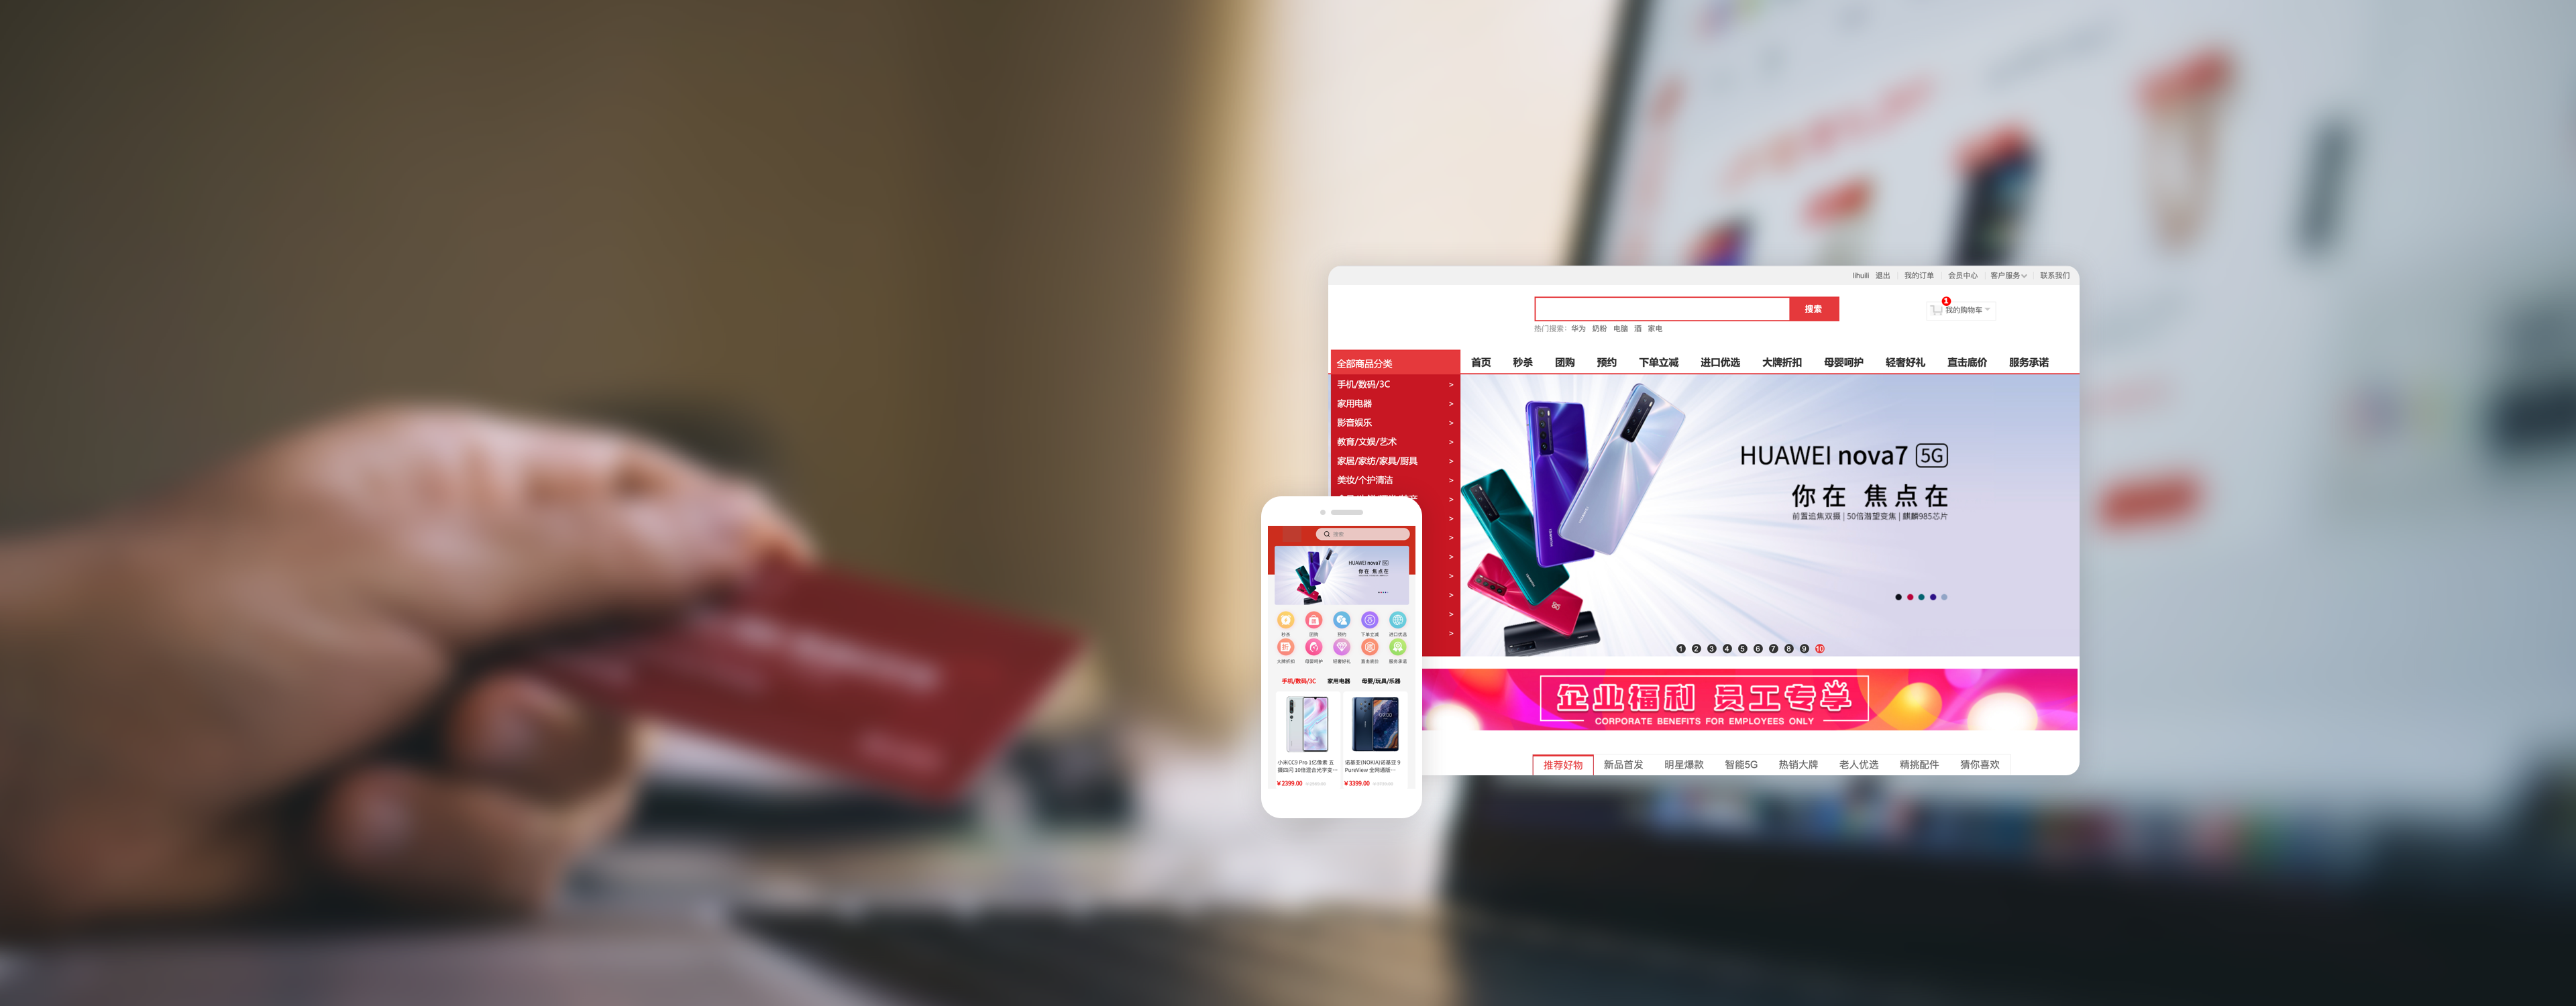 lihuili 退出 我的订单 会员中心 客户服务 联系我们
搜索
1
我的购物车
热门搜索： 华为 奶粉 电脑 酒 家电
全部商品分类 首页 秒杀 团购 预约 下单立减 进口优选 大牌折扣 母婴呵护 轻奢好礼 直击底价 服务承诺
手机/数码/3C >
家用电器 >
影音娱乐 >
教育/文娱/艺术 >
家居/家纺/家具/厨具 >
美妆/个护清洁 >
HUAWEI nova7 5G
你在 焦点在
前置追焦双摄 | 50倍潜望变焦 | 麒麟985芯片
1 2 3 4 5 6 7 8 9 10
企业福利 员工专享
CORPORATE BENEFITS FOR EMPLOYEES ONLY
推荐好物 新品首发 明星爆款 智能5G 热销大牌 老人优选 精挑配件 猜你喜欢
搜索
HUAWEI nova7 5G
你在 焦点在
秒杀 团购 预约 下单立减 进口优选
大牌折扣 母婴呵护 轻奢好礼 直击底价 服务承诺
手机/数码/3C 家用电器 母婴/玩具/乐器
小米CC9 Pro 1亿像素 五
摄四闪 10倍混合光学变…
¥2399.00
诺基亚(NOKIA)诺基亚 9
PureView 全网通版…
¥3399.00